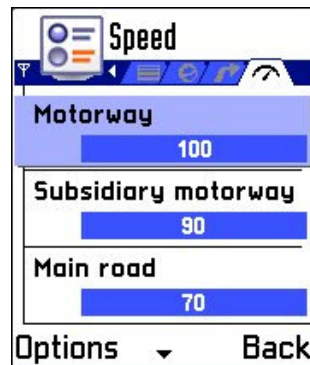 Speed
Motorway
100
Subsidiary motorway
90
Main road
70
Options Back